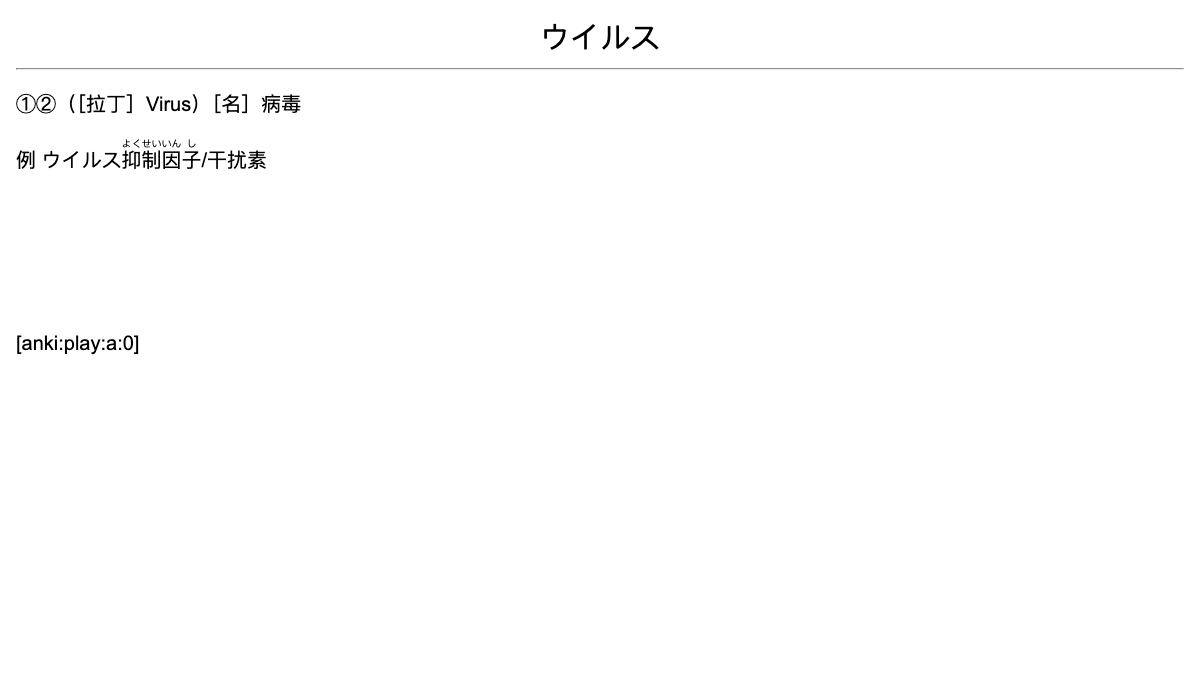 ウイルス
①②（［拉丁］Virus）［名］病毒
よくせいいんし
例 ウイルス抑制因子/干扰素
[anki:play:a:0]